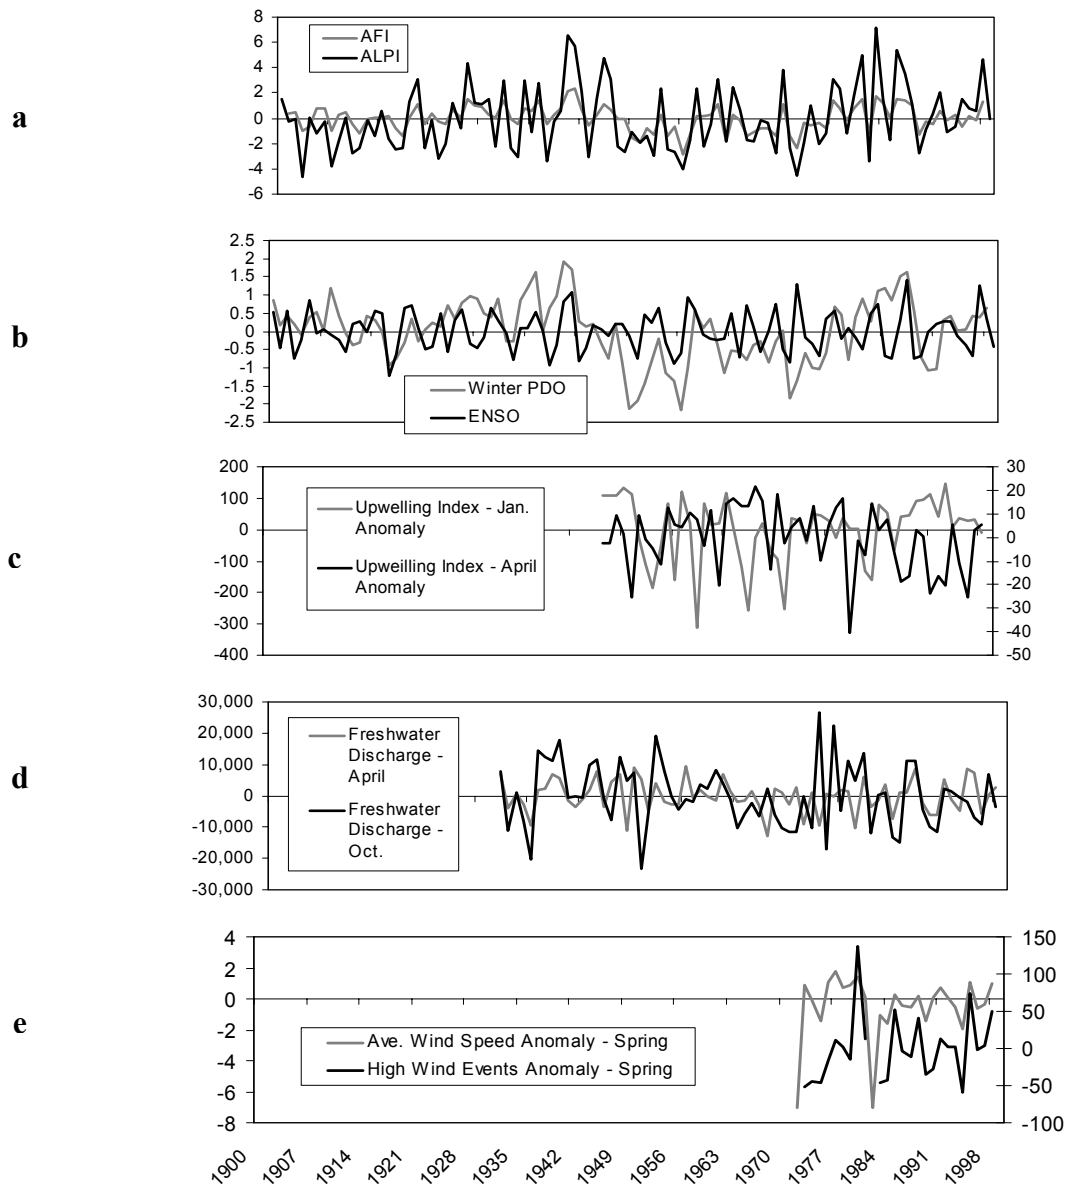 a
8
6
4
2
0
-2
-4
-6
AFI
ALPI
b
2.5
2
1.5
1
0.5
0
-0.5
-1
-1.5
-2
-2.5
Winter PDO
ENSO
c
200
100
0
-100
-200
-300
-400
Upwelling Index - Jan.
Anomaly
Upweilling Index - April
Anomaly
30
20
10
0
-10
-20
-30
-40
-50
d
30,000
20,000
10,000
0
-10,000
-20,000
-30,000
Freshwater
Discharge -
April
Freshwater
Discharge -
Oct.
e
4
2
0
-2
-4
-6
-8
Ave. Wind Speed Anomaly - Spring
High Wind Events Anomaly - Spring
150
100
50
0
-50
-100
1900 1907 1914 1921 1928 1935 1942 1949 1956 1963 1970 1977 1984 1991 1998